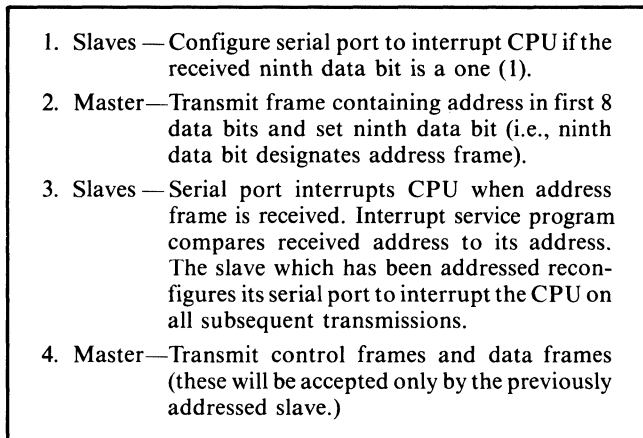 1. Slaves — Configure serial port to interrupt CPU if the
received ninth data bit is a one (1).
2. Master—Transmit frame containing address in first 8
data bits and set ninth data bit (i.e., ninth
data bit designates address frame).
3. Slaves — Serial port interrupts CPU when address
frame is received. Interrupt service program
compares received address to its address.
The slave which has been addressed recon-
figures its serial port to interrupt the CPU on
all subsequent transmissions.
4. Master—Transmit control frames and data frames
(these will be accepted only by the previously
addressed slave.)